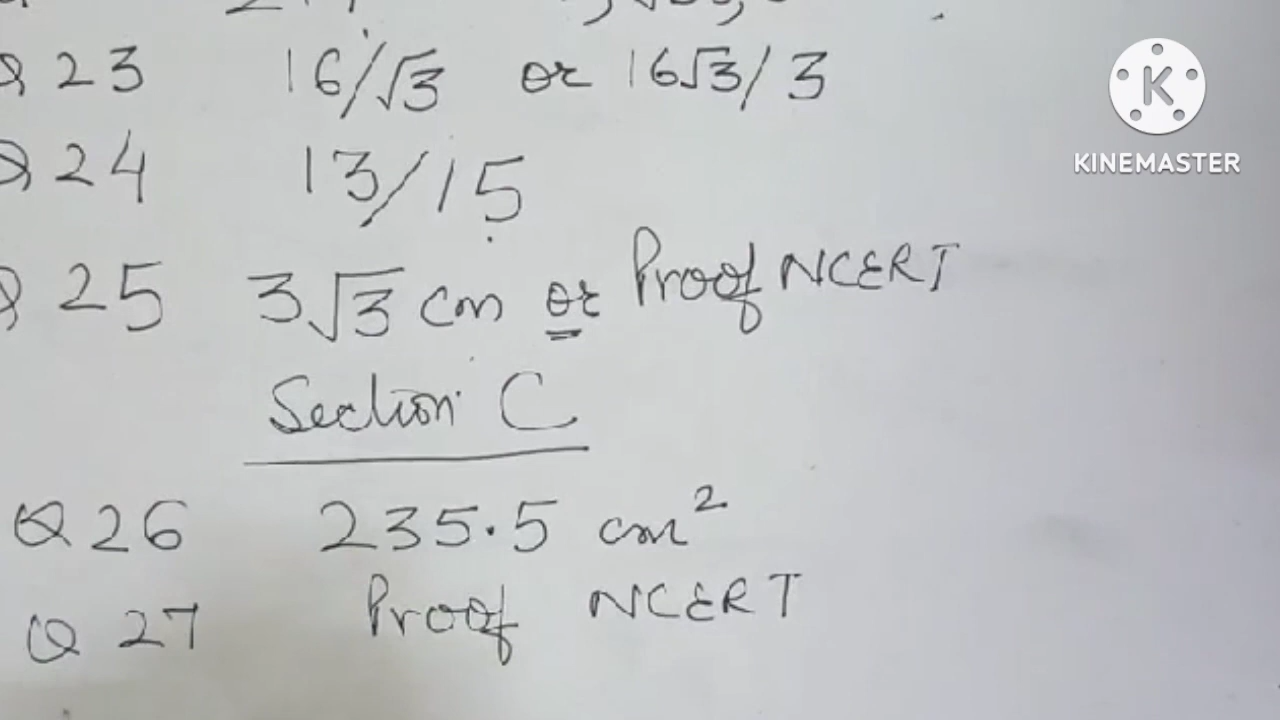 Q 23 16/√3 or 16√3/3
Q 24 13/15
Q 25 3√3 cm or Proof NCERT
Section C
Q 26 235.5 cm²
Q 27 Proof NCERT
K
KINEMASTER